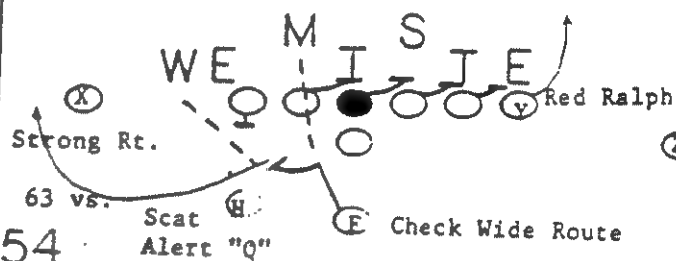 M S
W E I T E
X Y Red Ralph
Strong Rt.
63 vs. Scat H F Check Wide Route
54 Alert "Q"